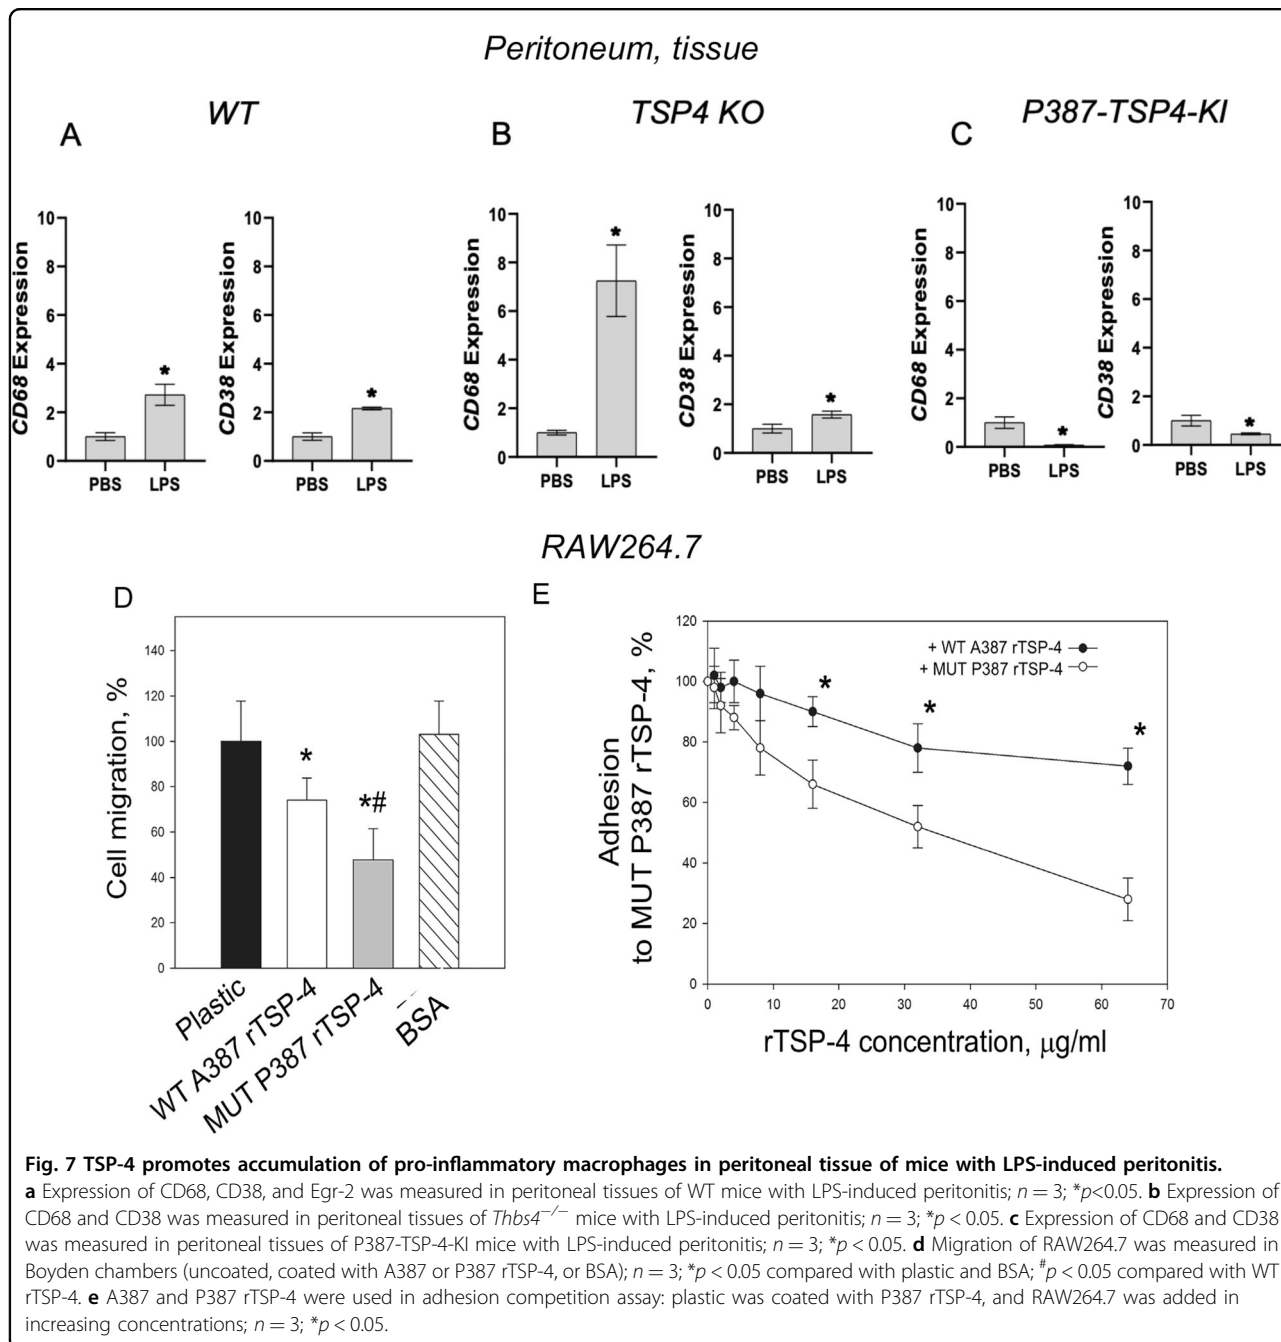 Peritoneum, tissue
WT
TSP4 KO
P387-TSP4-KI
A
B
C
CD68 Expression
10
8
6
4
2
0
*
PBS LPS
CD38 Expression
10
8
6
4
2
0
*
PBS LPS
CD68 Expression
10
8
6
4
2
0
*
PBS LPS
CD38 Expression
10
8
6
4
2
0
*
PBS LPS
CD68 Expression
10
8
6
4
2
0
*
PBS LPS
CD38 Expression
10
8
6
4
2
0
*
PBS LPS
RAW264.7
D
Cell migration, %
140
120
100
80
60
40
20
0
*
*#
Plastic
WT A387 rTSP-4
MUT P387 rTSP-4
BSA
E
Adhesion
to MUT P387 rTSP-4, %
120
100
80
60
40
20
0
+ WT A387 rTSP-4
+ MUT P387 rTSP-4
*
*
*
0 10 20 30 40 50 60 70
rTSP-4 concentration, μg/ml
Fig. 7 TSP-4 promotes accumulation of pro-inflammatory macrophages in peritoneal tissue of mice with LPS-induced peritonitis.
a Expression of CD68, CD38, and Egr-2 was measured in peritoneal tissues of WT mice with LPS-induced peritonitis; n = 3; *p<0.05. b Expression of
CD68 and CD38 was measured in peritoneal tissues of Thbs4−/− mice with LPS-induced peritonitis; n = 3; *p < 0.05. c Expression of CD68 and CD38
was measured in peritoneal tissues of P387-TSP-4-KI mice with LPS-induced peritonitis; n = 3; *p < 0.05. d Migration of RAW264.7 was measured in
Boyden chambers (uncoated, coated with A387 or P387 rTSP-4, or BSA); n = 3; *p < 0.05 compared with plastic and BSA; #p < 0.05 compared with WT
rTSP-4. e A387 and P387 rTSP-4 were used in adhesion competition assay: plastic was coated with P387 rTSP-4, and RAW264.7 was added in
increasing concentrations; n = 3; *p < 0.05.